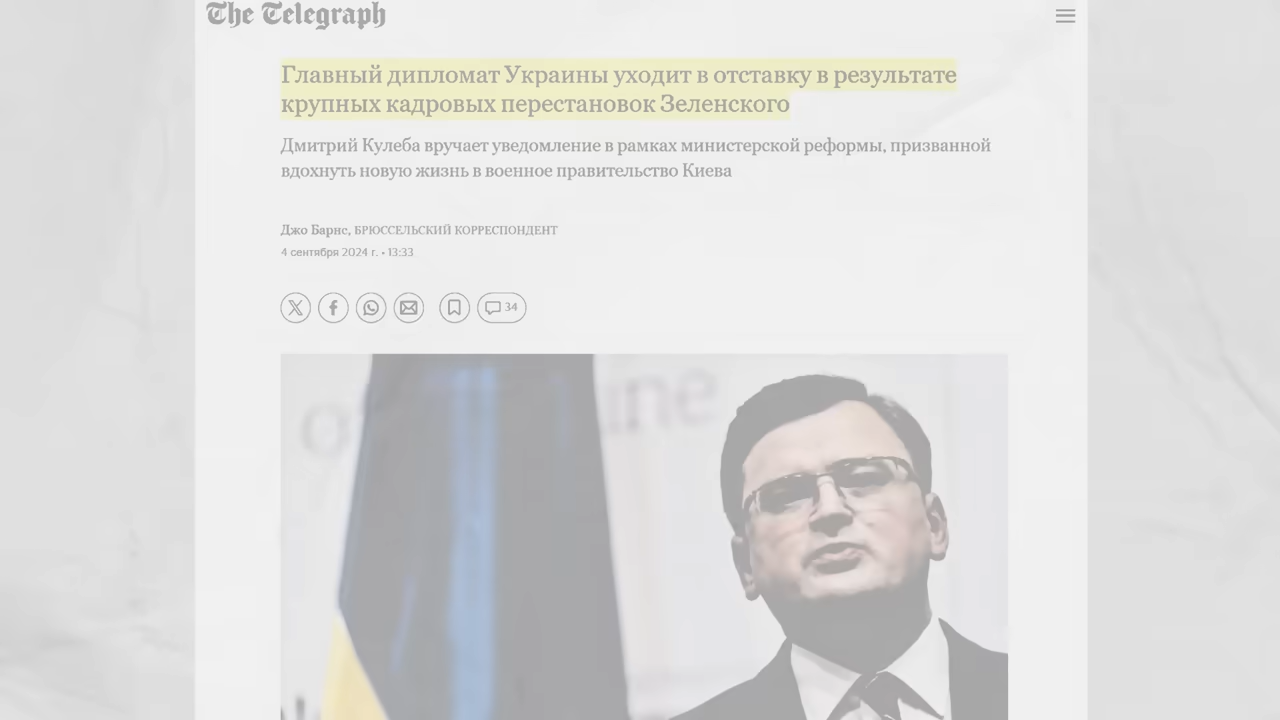 The Telegraph
Главный дипломат Украины уходит в отставку в результате
крупных кадровых перестановок Зеленского
Дмитрий Кулеба вручает уведомление в рамках министерской реформы, призванной
вдохнуть новую жизнь в военное правительство Киева
Джо Барнс, БРЮССЕЛЬСКИЙ КОРРЕСПОНДЕНТ
4 сентября 2024 г. • 13:33
34